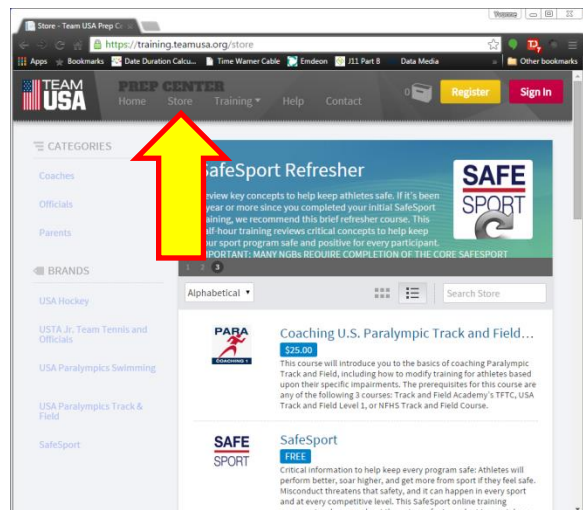 Store - Team USA Prep Ce
https://training.teamusa.org/store
Apps Bookmarks Date Duration Calcu... Time Warner Cable Emdeon J11 Part B Data Media » Other bookmarks
TEAM USA
PREP CENTER
Home Store Training Help Contact
0 Register Sign In
CATEGORIES
Coaches
Officials
Parents
BRANDS
USA Hockey
USTA Jr. Team Tennis and
Officials
USA Paralympics Swimming
USA Paralympics Track &
Field
SafeSport
SafeSport Refresher
eview key concepts to help keep athletes safe. If it's been
year or more since you completed your initial SafeSport
aining, we recommend this brief refresher course. This
alf-hour training reviews critical concepts to help keep
our sport program safe and positive for every participant.
MPORTANT: MANY NGBs REQUIRE COMPLETION OF THE CORE SAFESPORT
SAFE
SPORT
1 2 3
Alphabetical Search Store
PARA
COACHING 1
Coaching U.S. Paralympic Track and Field...
$25.00
This course will introduce you to the basics of coaching Paralympic
Track and Field, including how to modify training for athletes based
upon their specific impairments. The prerequisites for this course are
any of the following 3 courses: Track and Field Academy's TFTC, USA
Track and Field Level 1, or NFHS Track and Field Course.
SAFE
SPORT
SafeSport
FREE
Critical information to help keep every program safe: Athletes will
perform better, soar higher, and get more from sport if they feel safe.
Misconduct threatens that safety, and it can happen in every sport
and at every competitive level. This SafeSport online training